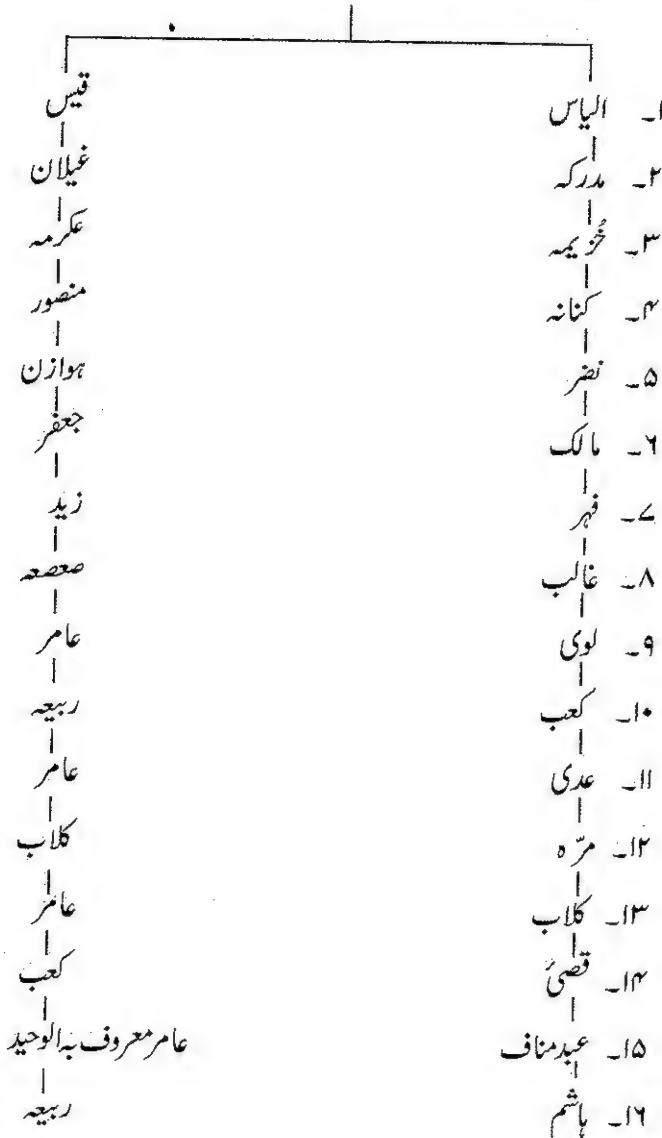 ۱۔ الیاس قیس
۲۔ مدرکہ غیلان
۳۔ خُزیمہ عکرمہ
۴۔ کنانہ منصور
۵۔ نضر ہوازن
۶۔ مالک جعفر
۷۔ فہر زید
۸۔ غالب صعصعہ
۹۔ لوی عامر
۱۰۔ کعب ربیعہ
۱۱۔ عدی عامر
۱۲۔ مرّہ کلاب
۱۳۔ کلاب عامر
۱۴۔ قصیٰ کعب
۱۵۔ عبدمناف عامر معروف بہ الوحید
۱۶۔ ہاشم ربیعہ